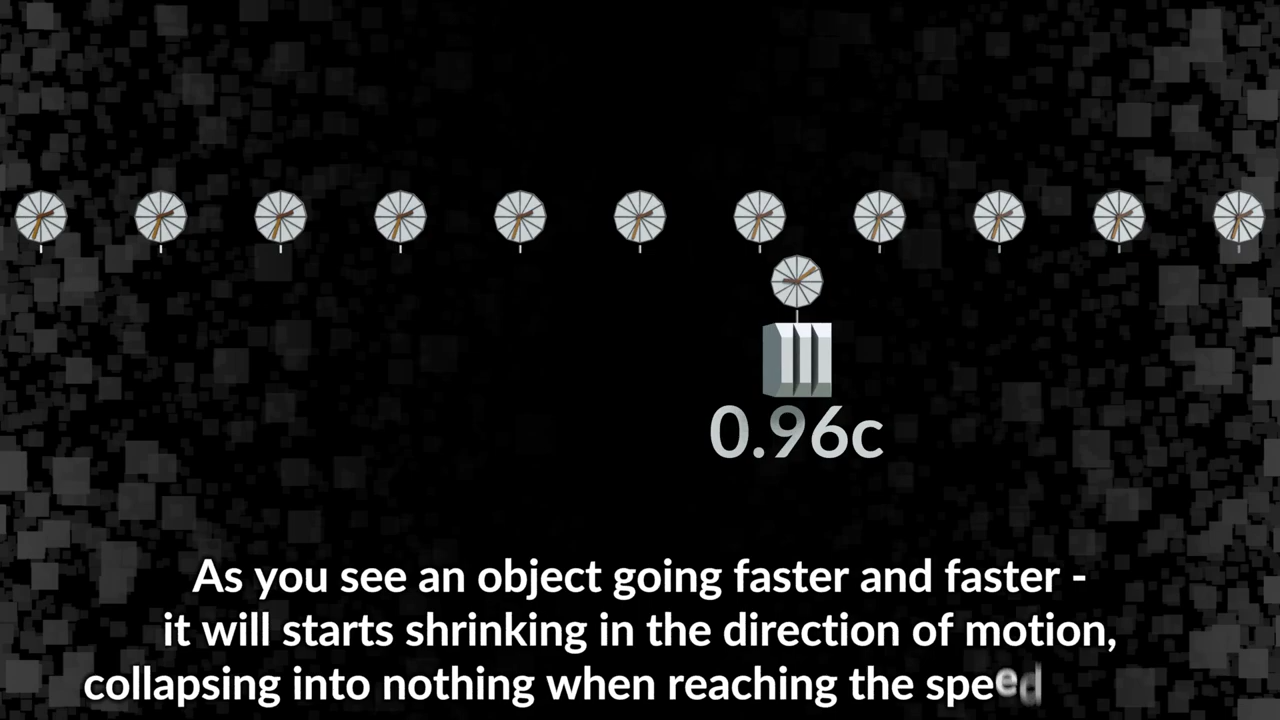 0.96c
As you see an object going faster and faster -
it will starts shrinking in the direction of motion,
collapsing into nothing when reaching the speed